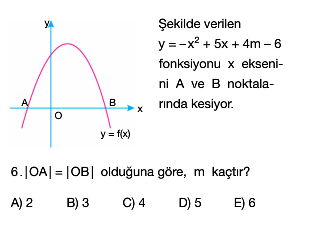 y
Şekilde verilen
y = –x² + 5x + 4m – 6
fonksiyonu x ekseni-
ni A ve B noktala-
rında kesiyor.
A
B
x
O
y = f(x)
6.|OA| = |OB| olduğuna göre, m kaçtır?
A) 2 B) 3 C) 4 D) 5 E) 6